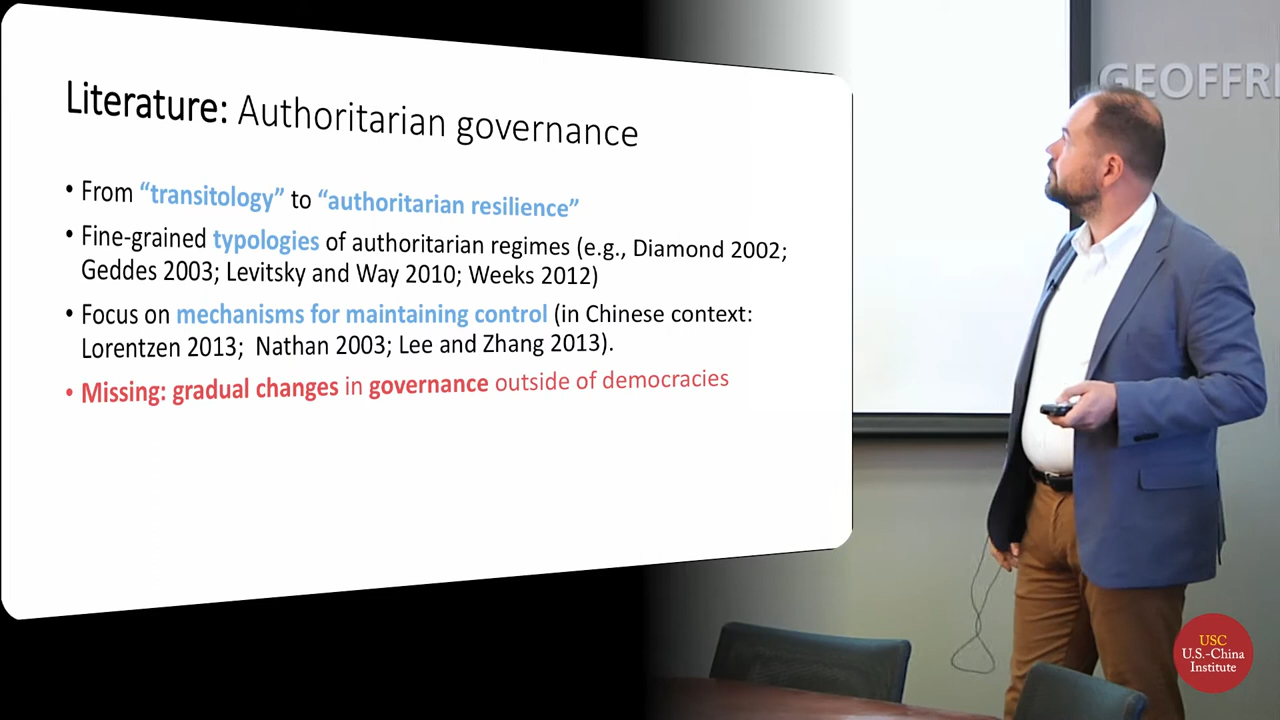 Literature: Authoritarian governance
• From “transitology” to “authoritarian resilience”
• Fine-grained typologies of authoritarian regimes (e.g., Diamond 2002;
Geddes 2003; Levitsky and Way 2010; Weeks 2012)
• Focus on mechanisms for maintaining control (in Chinese context:
Lorentzen 2013; Nathan 2003; Lee and Zhang 2013).
• Missing: gradual changes in governance outside of democracies
GEOFFR
USC
U.S.-China
Institute